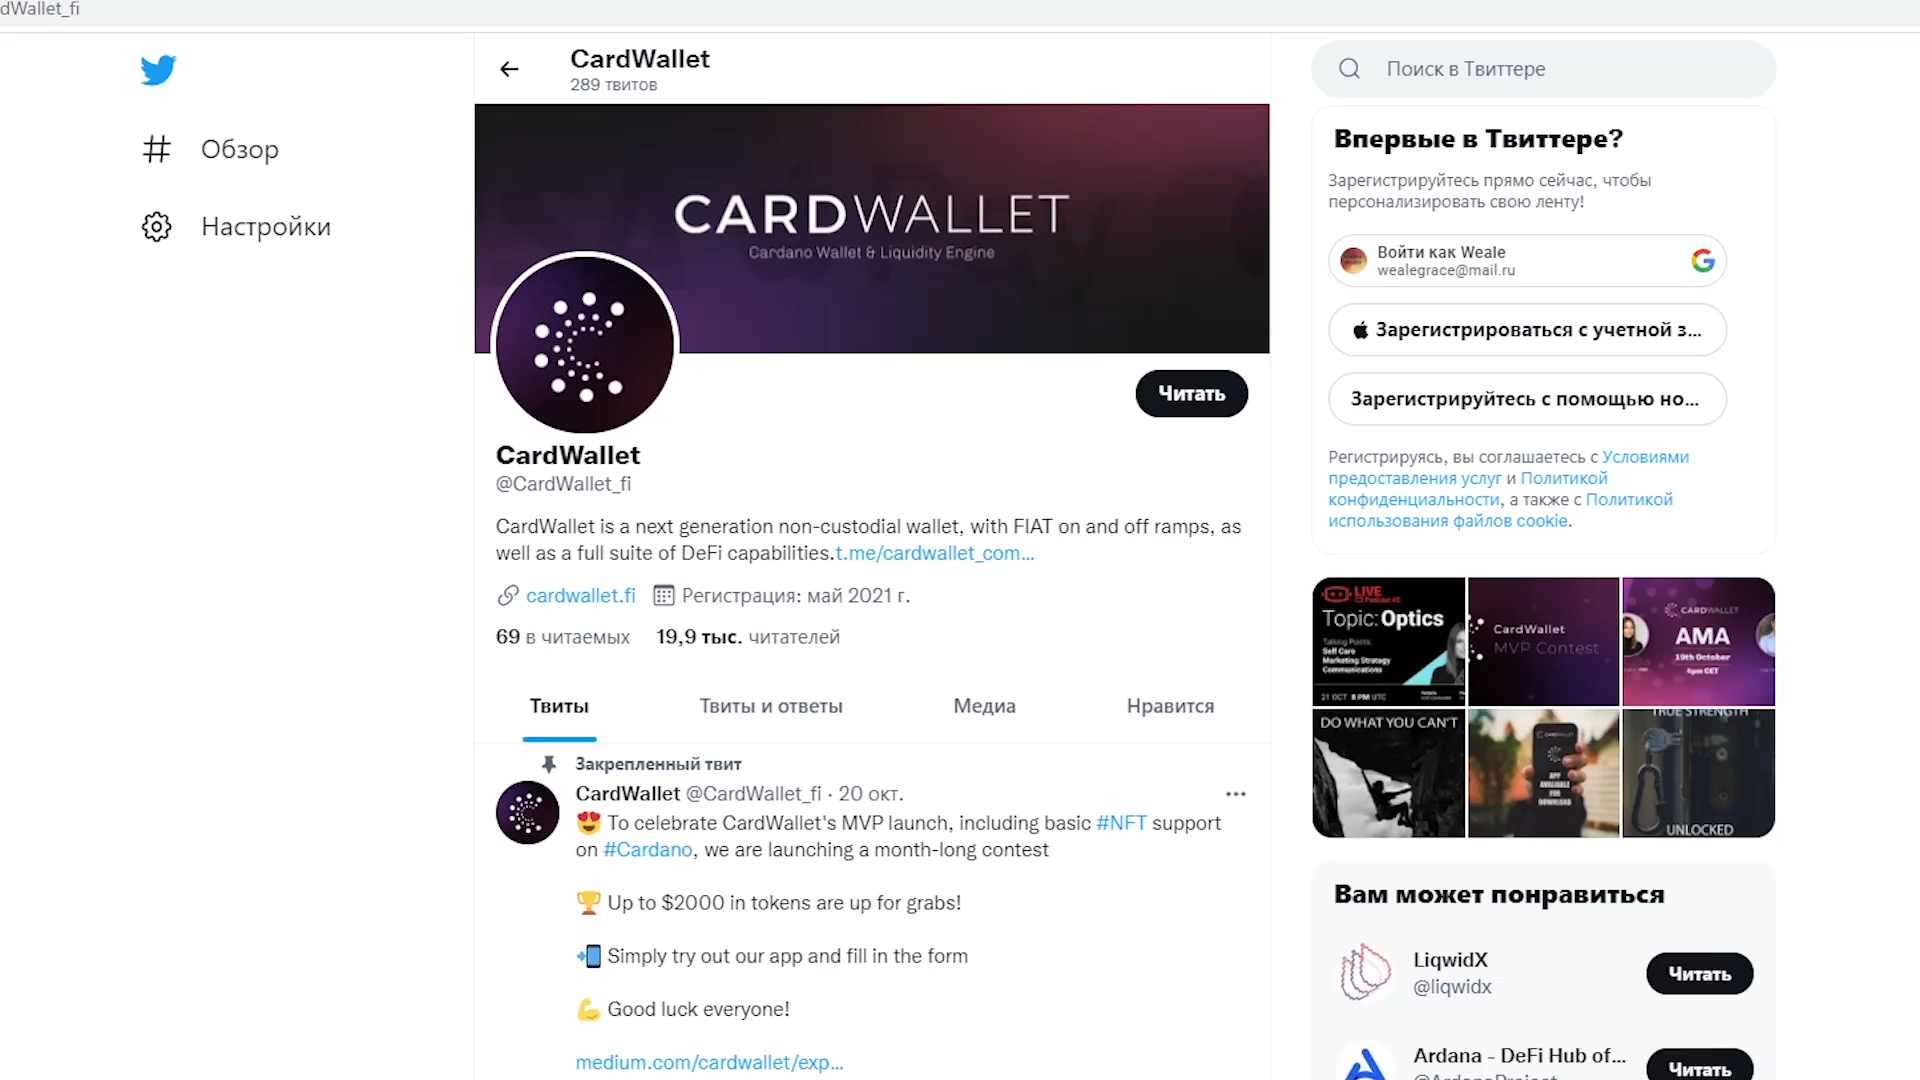 dWallet_fi
CardWallet
289 твитов
Обзор
Настройки
CARDWALLET
Cardano Wallet & Liquidity Engine
Читать
CardWallet
@CardWallet_fi
CardWallet is a next generation non-custodial wallet, with FIAT on and off ramps, as
well as a full suite of DeFi capabilities.t.me/cardwallet_com...
cardwallet.fi Регистрация: май 2021 г.
69 в читаемых 19,9 тыс. читателей
Твиты Твиты и ответы Медиа Нравится
Закрепленный твит
CardWallet @CardWallet_fi · 20 окт.
😍 To celebrate CardWallet's MVP launch, including basic #NFT support
on #Cardano, we are launching a month-long contest
🏆 Up to $2000 in tokens are up for grabs!
📲 Simply try out our app and fill in the form
💪 Good luck everyone!
medium.com/cardwallet/exp...
Поиск в Твиттере
Впервые в Твиттере?
Зарегистрируйтесь прямо сейчас, чтобы
персонализировать свою ленту!
Войти как Weale
wealegrace@mail.ru
Зарегистрироваться с учетной з...
Зарегистрируйтесь с помощью но...
Регистрируясь, вы соглашаетесь с Условиями
предоставления услуг и Политикой
конфиденциальности, а также с Политикой
использования файлов cookie.
LIVE
Podcast #5
Topic: Optics
Talking Points:
Self Care
Marketing Strategy
Communications
21 OCT 8 PM UTC
CardWallet
MVP Contest
CARDWALLET
AMA
19th October
4pm CET
DO WHAT YOU CAN'T
CARDWALLET
APP
AVAILABLE
FOR
DOWNLOAD
TRUE STRENGTH
UNLOCKED
Вам может понравиться
LiqwidX
@liqwidx
Читать
Ardana - DeFi Hub of...
@ArdanaProject
Читать